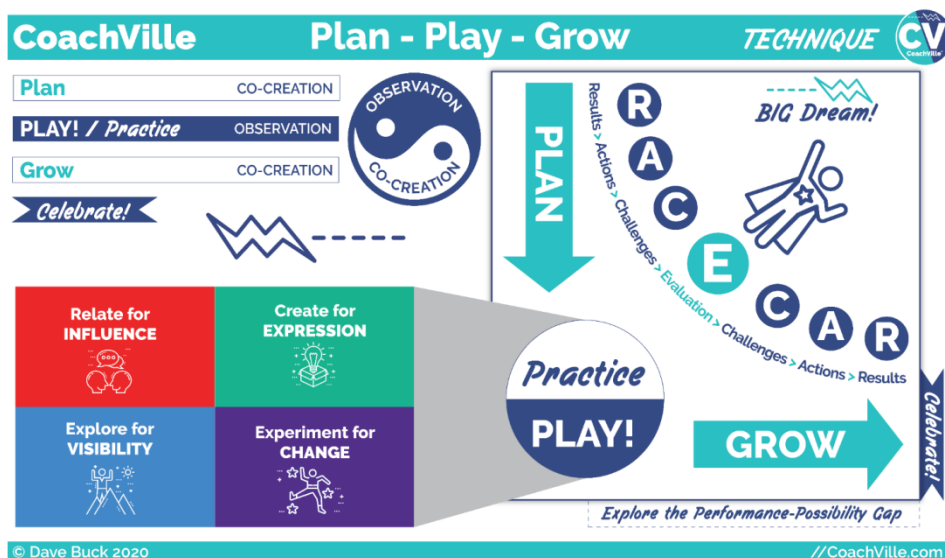 CoachVille
Plan - Play - Grow
TECHNIQUE
CV
CoachVille
Plan CO-CREATION
PLAY! / Practice OBSERVATION
Grow CO-CREATION
Celebrate!
OBSERVATION
CO-CREATION
PLAN
Results > Actions > Challenges > Evaluation > Challenges > Actions > Results
R
A
C
E
C
A
R
BIG Dream!
Relate for
INFLUENCE
Create for
EXPRESSION
Explore for
VISIBILITY
Experiment for
CHANGE
Practice
PLAY!
GROW
Celebrate!
Explore the Performance-Possibility Gap
© Dave Buck 2020
//CoachVille.com